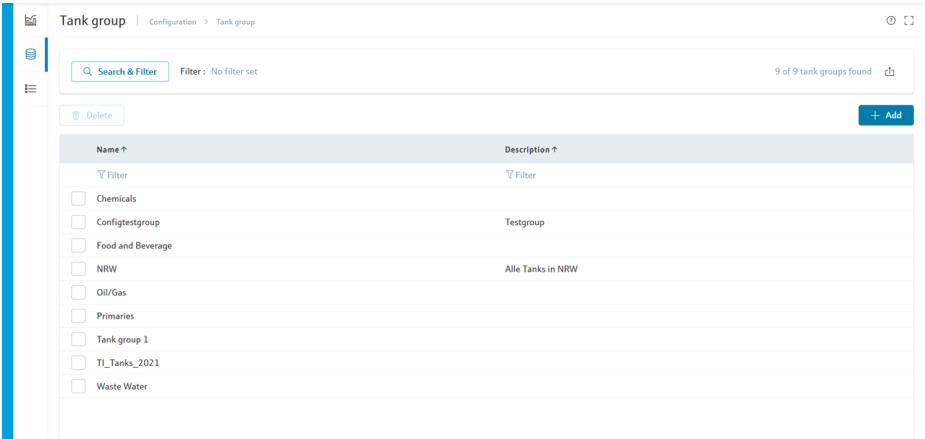 Tank group | Configuration > Tank group
Search & Filter Filter : No filter set 9 of 9 tank groups found
Delete + Add
Name ↑ Description ↑
Filter Filter
Chemicals
Configtestgroup Testgroup
Food and Beverage
NRW Alle Tanks in NRW
Oil/Gas
Primaries
Tank group 1
TI_Tanks_2021
Waste Water